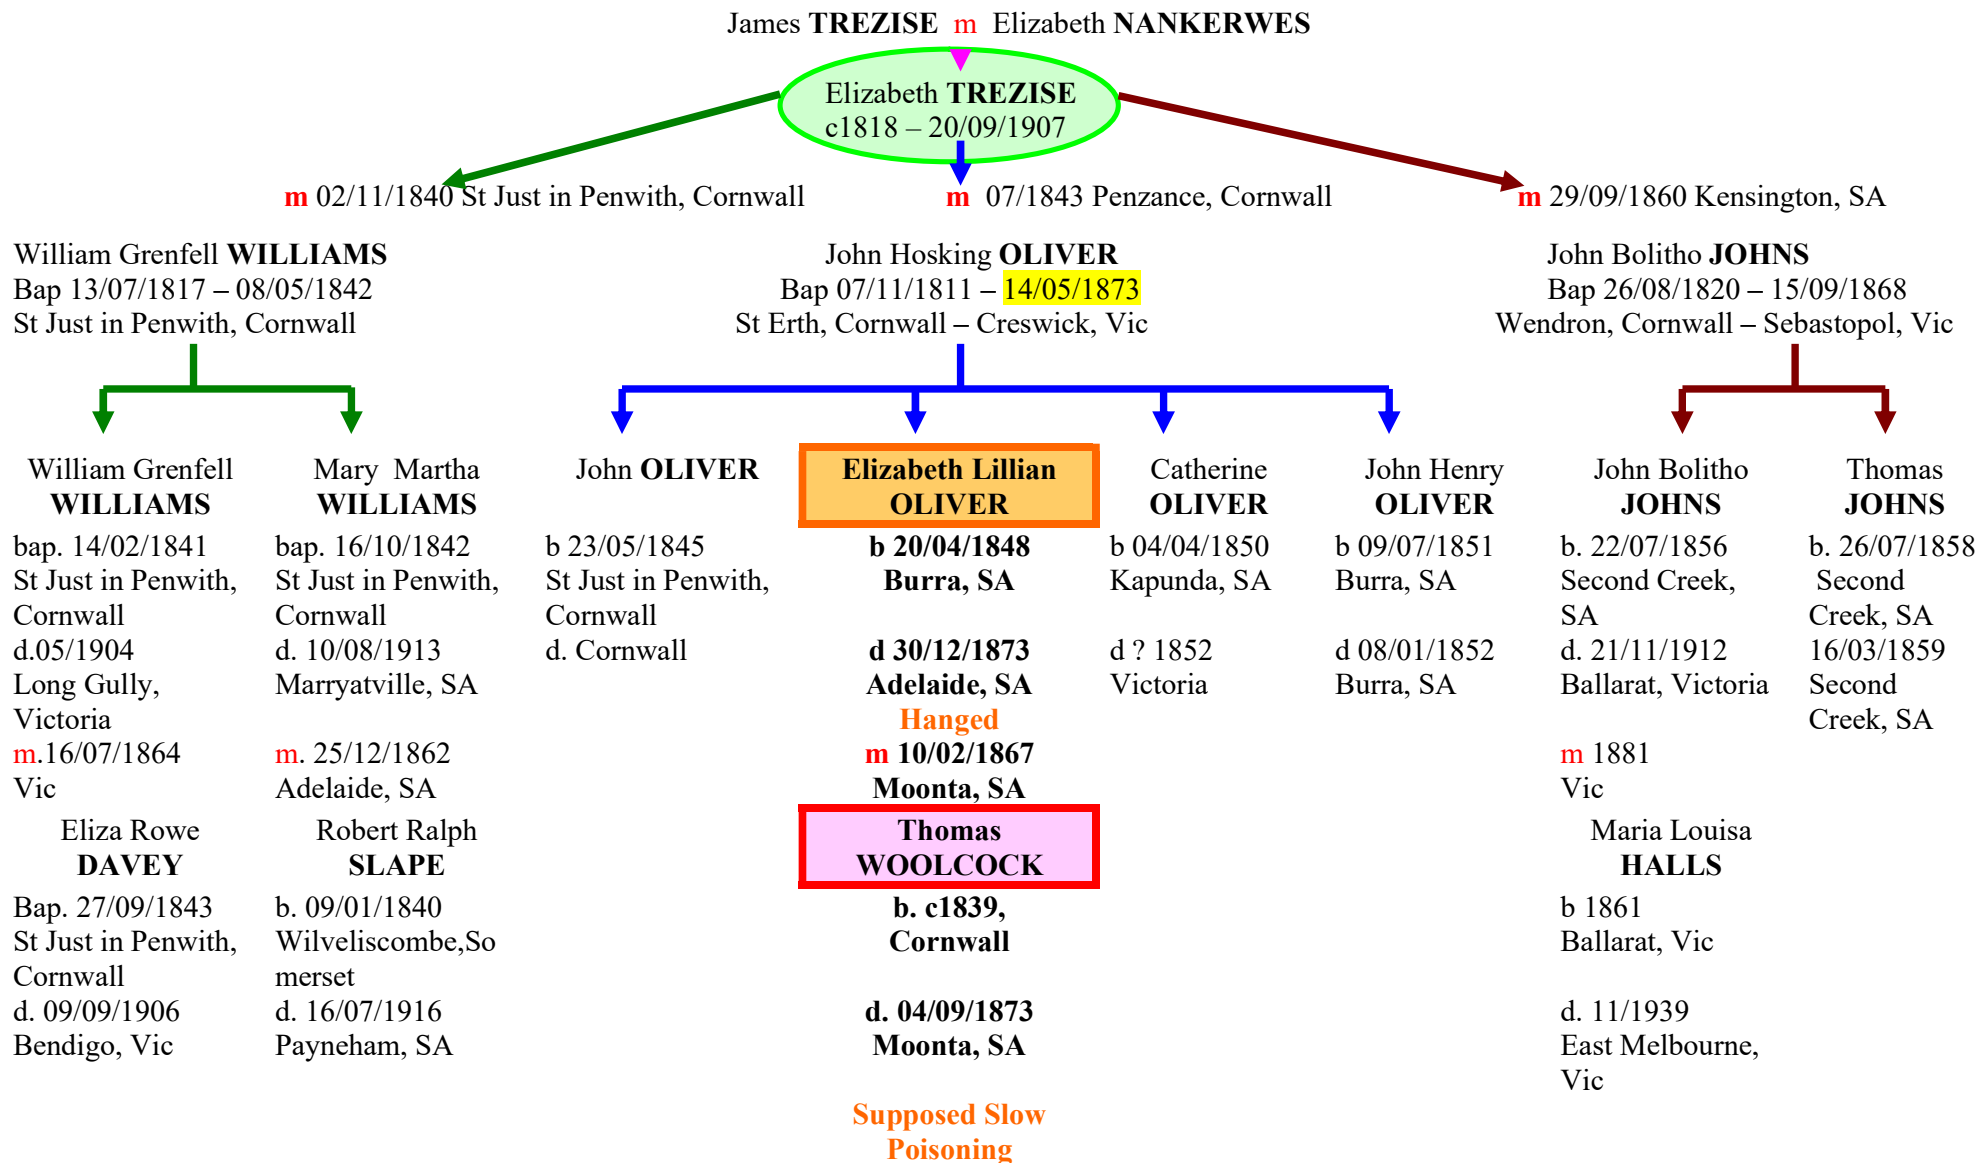 James TREZISE m Elizabeth NANKERWES
Elizabeth TREZISE
c1818 – 20/09/1907
m 02/11/1840 St Just in Penwith, Cornwall
m 07/1843 Penzance, Cornwall
m 29/09/1860 Kensington, SA
William Grenfell WILLIAMS
Bap 13/07/1817 – 08/05/1842
St Just in Penwith, Cornwall
John Hosking OLIVER
Bap 07/11/1811 – 14/05/1873
St Erth, Cornwall – Creswick, Vic
John Bolitho JOHNS
Bap 26/08/1820 – 15/09/1868
Wendron, Cornwall – Sebastopol, Vic
William Grenfell
WILLIAMS
bap. 14/02/1841
St Just in Penwith,
Cornwall
d.05/1904
Long Gully,
Victoria
m.16/07/1864
Vic
Eliza Rowe
DAVEY
Bap. 27/09/1843
St Just in Penwith,
Cornwall
d. 09/09/1906
Bendigo, Vic
Mary Martha
WILLIAMS
bap. 16/10/1842
St Just in Penwith,
Cornwall
d. 10/08/1913
Marryatville, SA
m. 25/12/1862
Adelaide, SA
Robert Ralph
SLAPE
b. 09/01/1840
Wilveliscombe,So
merset
d. 16/07/1916
Payneham, SA
John OLIVER
b 23/05/1845
St Just in Penwith,
Cornwall
d. Cornwall
Elizabeth Lillian
OLIVER
b 20/04/1848
Burra, SA
d 30/12/1873
Adelaide, SA
Hanged
m 10/02/1867
Moonta, SA
Thomas
WOOLCOCK
b. c1839,
Cornwall
d. 04/09/1873
Moonta, SA
Supposed Slow
Poisoning
Catherine
OLIVER
b 04/04/1850
Kapunda, SA
d ? 1852
Victoria
John Henry
OLIVER
b 09/07/1851
Burra, SA
d 08/01/1852
Burra, SA
John Bolitho
JOHNS
b. 22/07/1856
Second Creek,
SA
d. 21/11/1912
Ballarat, Victoria
m 1881
Vic
Maria Louisa
HALLS
b 1861
Ballarat, Vic
d. 11/1939
East Melbourne,
Vic
Thomas
JOHNS
b. 26/07/1858
Second
Creek, SA
16/03/1859
Second
Creek, SA